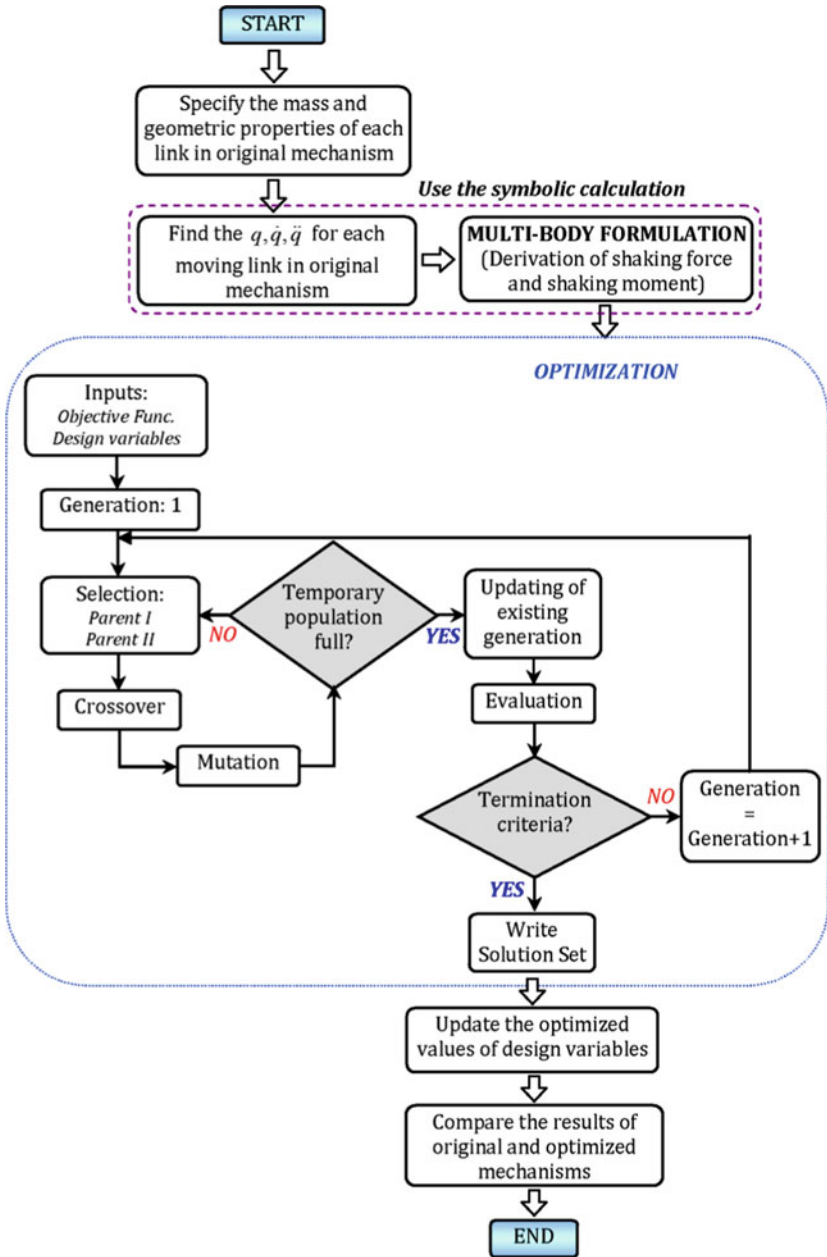 START
Specify the mass and
geometric properties of each
link in original mechanism
Use the symbolic calculation
Find the q, q̇, q̈ for each
moving link in original
mechanism
MULTI-BODY FORMULATION
(Derivation of shaking force
and shaking moment)
OPTIMIZATION
Inputs:
Objective Func.
Design variables
Generation: 1
Selection:
Parent I
Parent II
NO
Temporary
population
full?
YES
Updating of
existing
generation
Crossover
Mutation
Evaluation
Termination
criteria?
NO
Generation
=
Generation+1
YES
Write
Solution Set
Update the optimized
values of design variables
Compare the results of
original and optimized
mechanisms
END